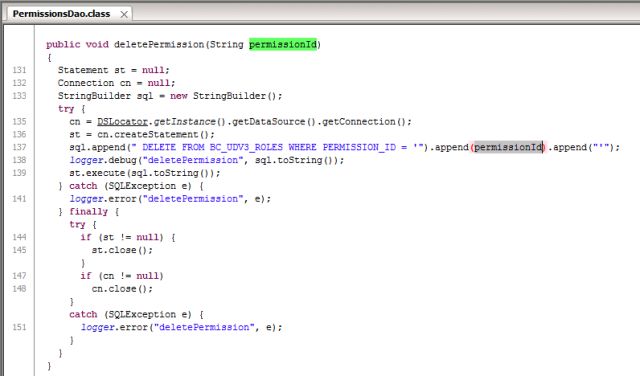 PermissionsDao.class X
public void deletePermission(String permissionId)
{
131 Statement st = null;
132 Connection cn = null;
133 StringBuilder sql = new StringBuilder();
try {
135 cn = DSLocator.getInstance().getDataSource().getConnection();
136 st = cn.createStatement();
137 sql.append(" DELETE FROM BC_UDV3_ROLES WHERE PERMISSION_ID = '").append(permissionId).append("'");
138 logger.debug("deletePermission", sql.toString());
139 st.execute(sql.toString());
} catch (SQLException e) {
141 logger.error("deletePermission", e);
} finally {
try {
144 if (st != null) {
145 st.close();
}
147 if (cn != null)
148 cn.close();
}
catch (SQLException e) {
151 logger.error("deletePermission", e);
}
}
}